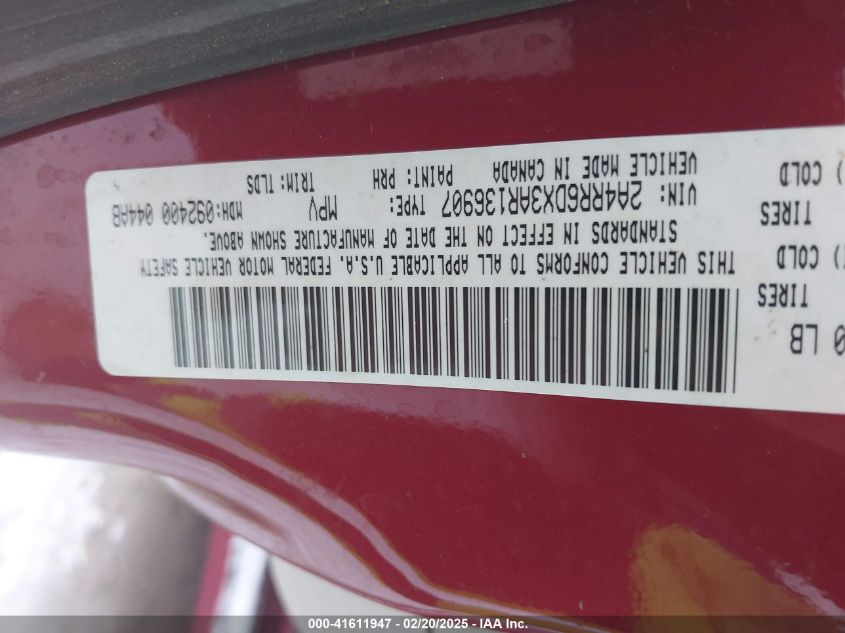 0 LB
TIRES
) COLD
TIRES
) COLD
THIS VEHICLE CONFORMS TO ALL APPLICABLE U.S.A. FEDERAL MOTOR VEHICLE SAFETY
STANDARDS IN EFFECT ON THE DATE OF MANUFACTURE SHOWN ABOVE.
VIN: 2A4RR6DX3AR136907 TYPE: MPV MDH: 092400 044AB
VEHICLE MADE IN CANADA PAINT: PRH TRIM: TLDS
000-41611947 — 02/20/2025 — IAA Inc.